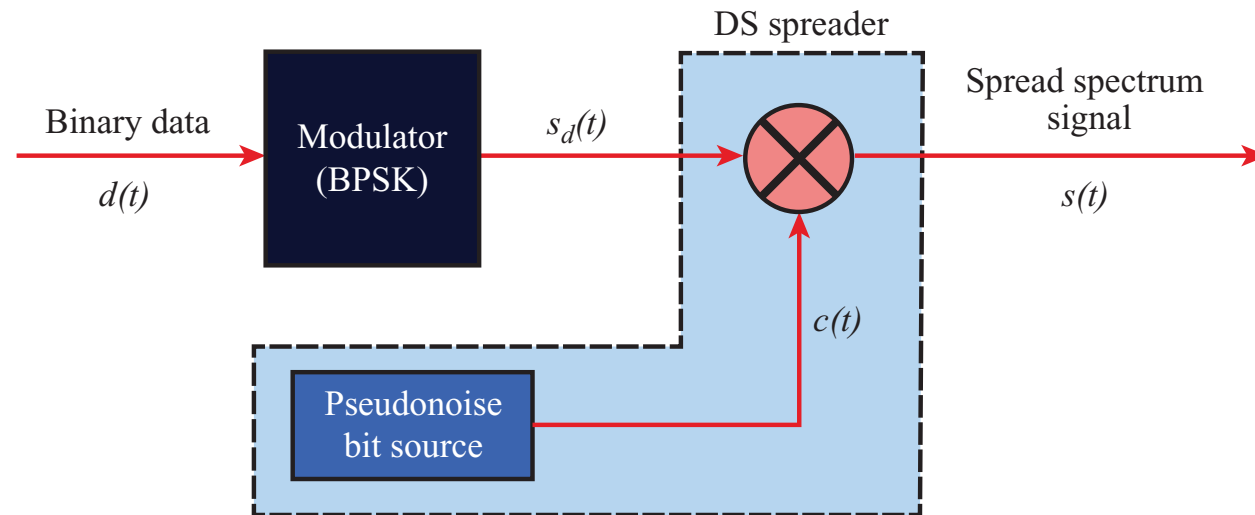 DS spreader
Binary data
d(t)
Modulator
(BPSK)
s_d(t)
Spread spectrum
signal
s(t)
c(t)
Pseudonoise
bit source